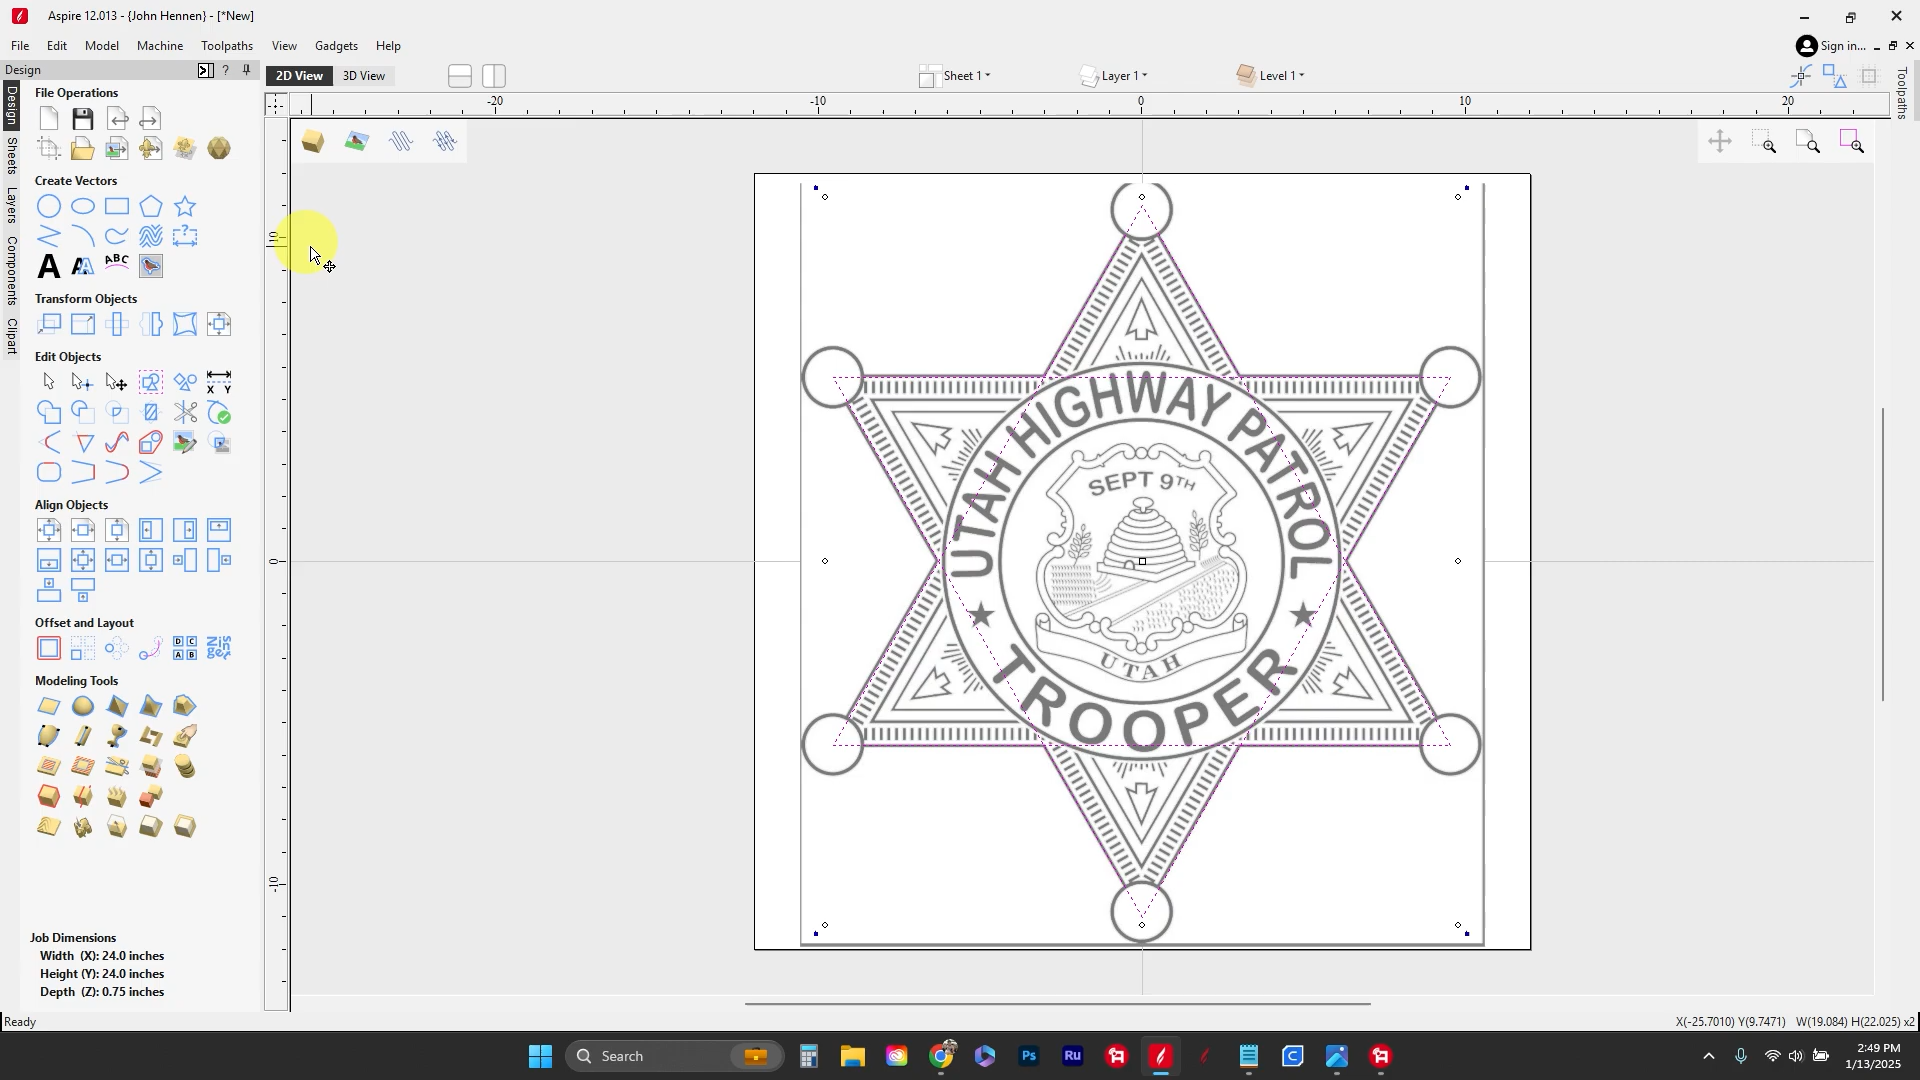 Aspire 12.013 - {John Hennen} - [*New]
File Edit Model Machine Toolpaths View Gadgets Help
Sign in...
Design
2D View
3D View
Sheet 1
Layer 1
Level 1
Toolpaths
Design
Sheets
Layers
Components
Clipart
File Operations
Create Vectors
A
A
ABC
Transform Objects
Edit Objects
X Y
Align Objects
Offset and Layout
Modeling Tools
Job Dimensions
Width (X): 24.0 inches
Height (Y): 24.0 inches
Depth (Z): 0.75 inches
-20
-10
0
10
20
10
0
-10
UTAH HIGHWAY PATROL
SEPT 9TH
UTAH
TROOPER
Ready
X(-25.7010) Y(9.7471) W(19.084) H(22.025) x2
Search
Ps
Ru
2:49 PM
1/13/2025